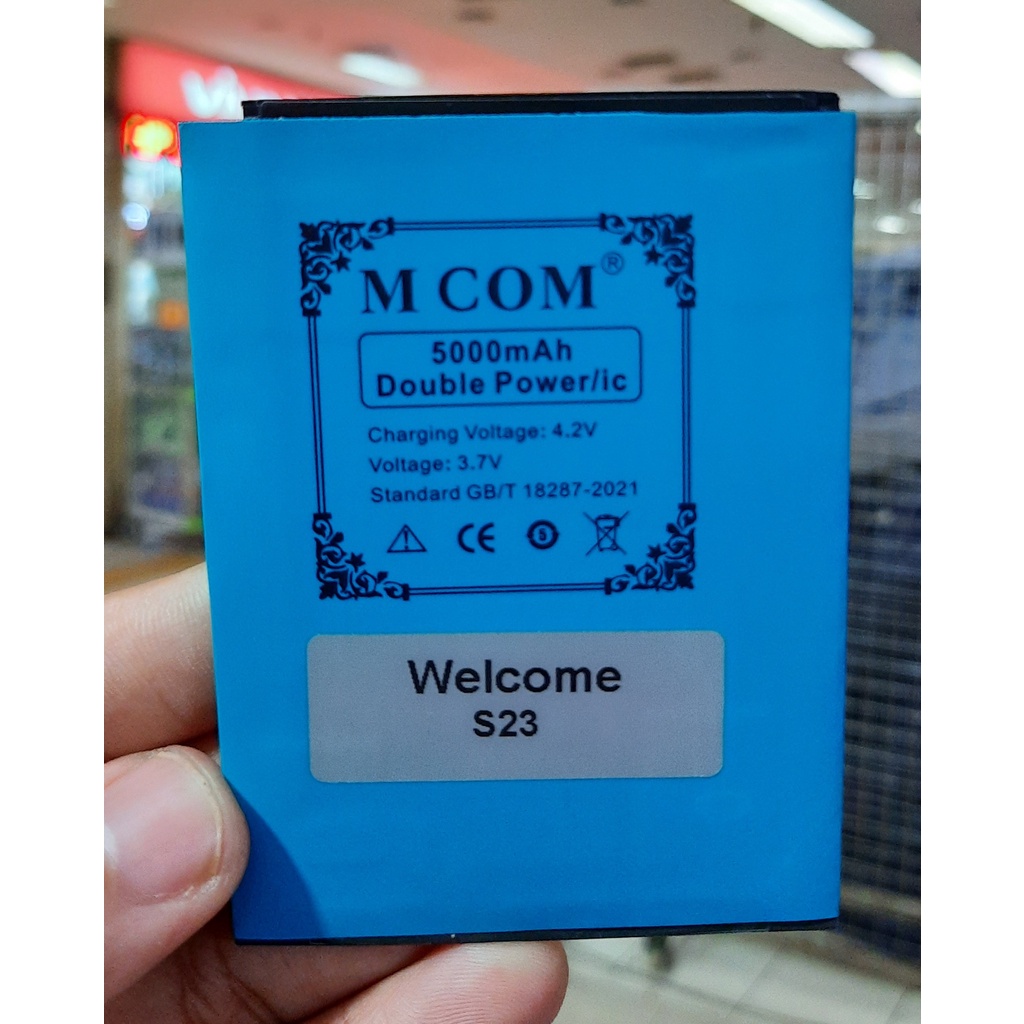 M COM®
5000mAh
Double Power/ic
Charging Voltage: 4.2V
Voltage: 3.7V
Standard GB/T 18287-2021
CE
Welcome
S23